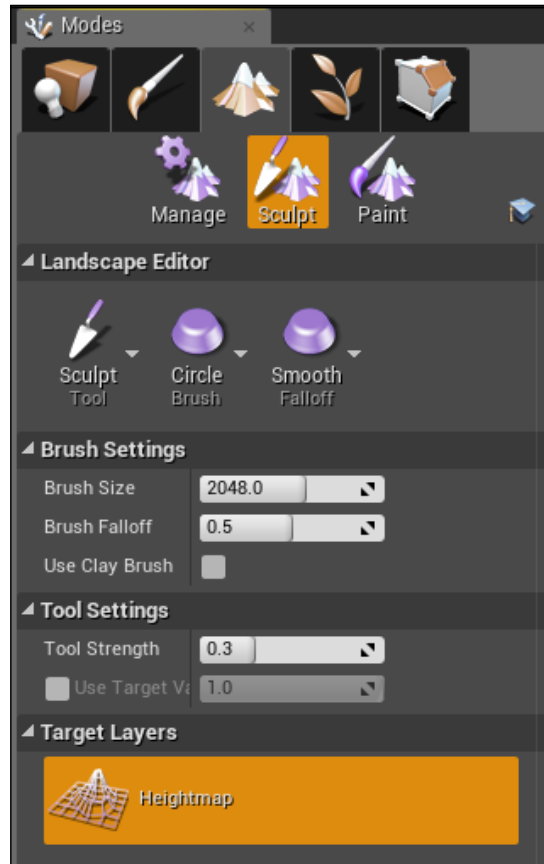 Modes
Manage Sculpt Paint
Landscape Editor
Sculpt Circle Smooth
Tool Brush Falloff
Brush Settings
Brush Size 2048.0
Brush Falloff 0.5
Use Clay Brush
Tool Settings
Tool Strength 0.3
Use Target Va 1.0
Target Layers
Heightmap